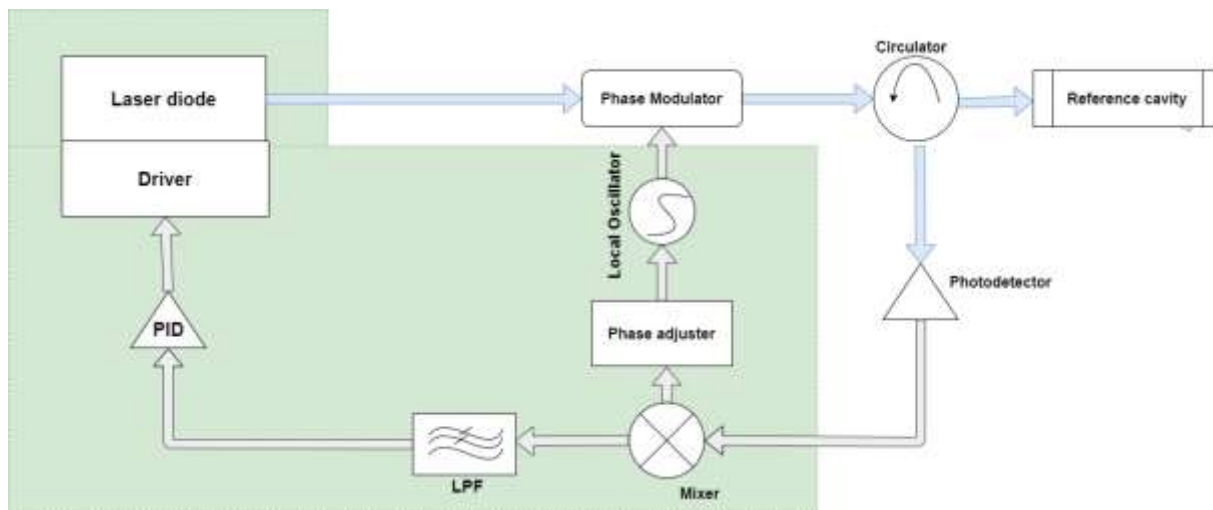 Circulator
Laser diode
Phase Modulator
Reference cavity
Driver
Local Oscillator
Photodetector
PID
Phase adjuster
LPF
Mixer